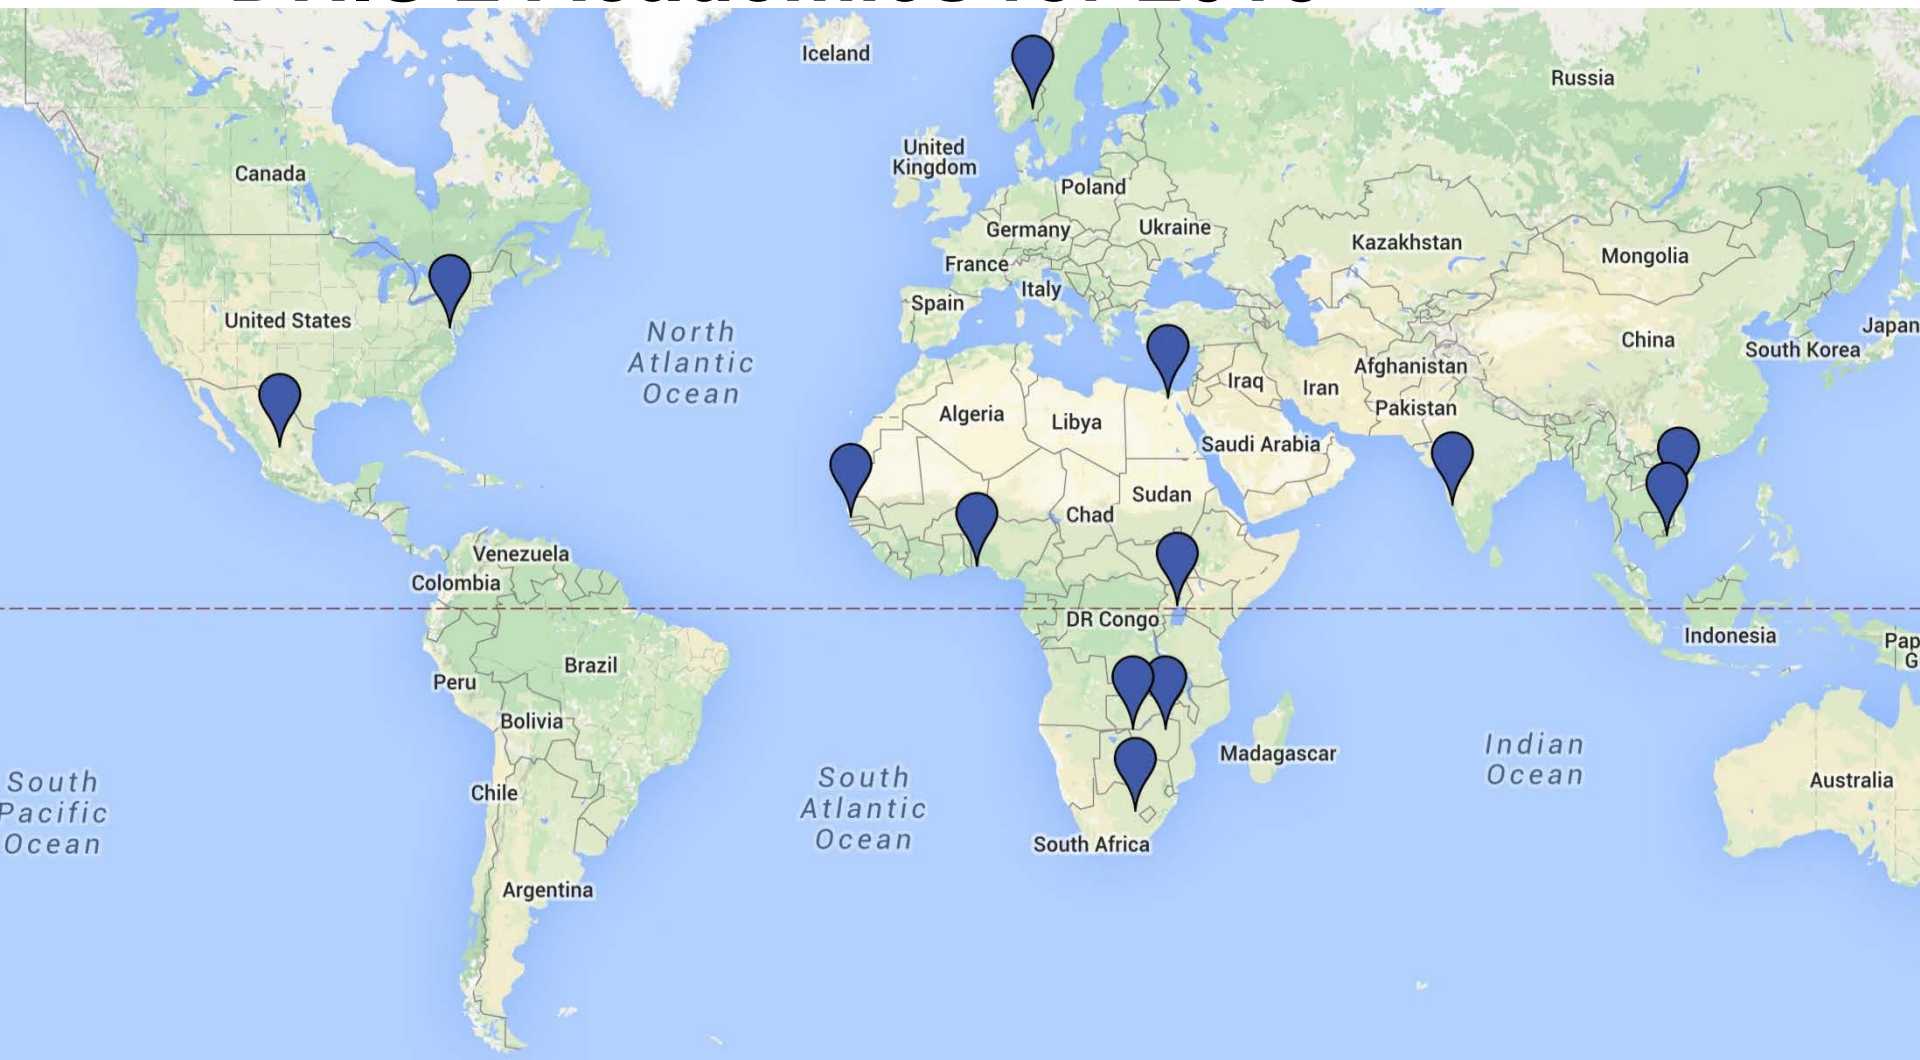 Iceland
Russia
United
Kingdom
Canada
Poland
Ukraine
Germany
Kazakhstan
Mongolia
France
Italy
Spain
United States
North
Atlantic
Ocean
Japan
China
South Korea
Afghanistan
Iraq
Iran
Pakistan
Algeria
Libya
Saudi Arabia
Sudan
Chad
Venezuela
Colombia
DR Congo
Indonesia
Pap
G
Brazil
Peru
Bolivia
Madagascar
Indian
Ocean
South
Pacific
Ocean
South
Atlantic
Ocean
Chile
Australia
South Africa
Argentina